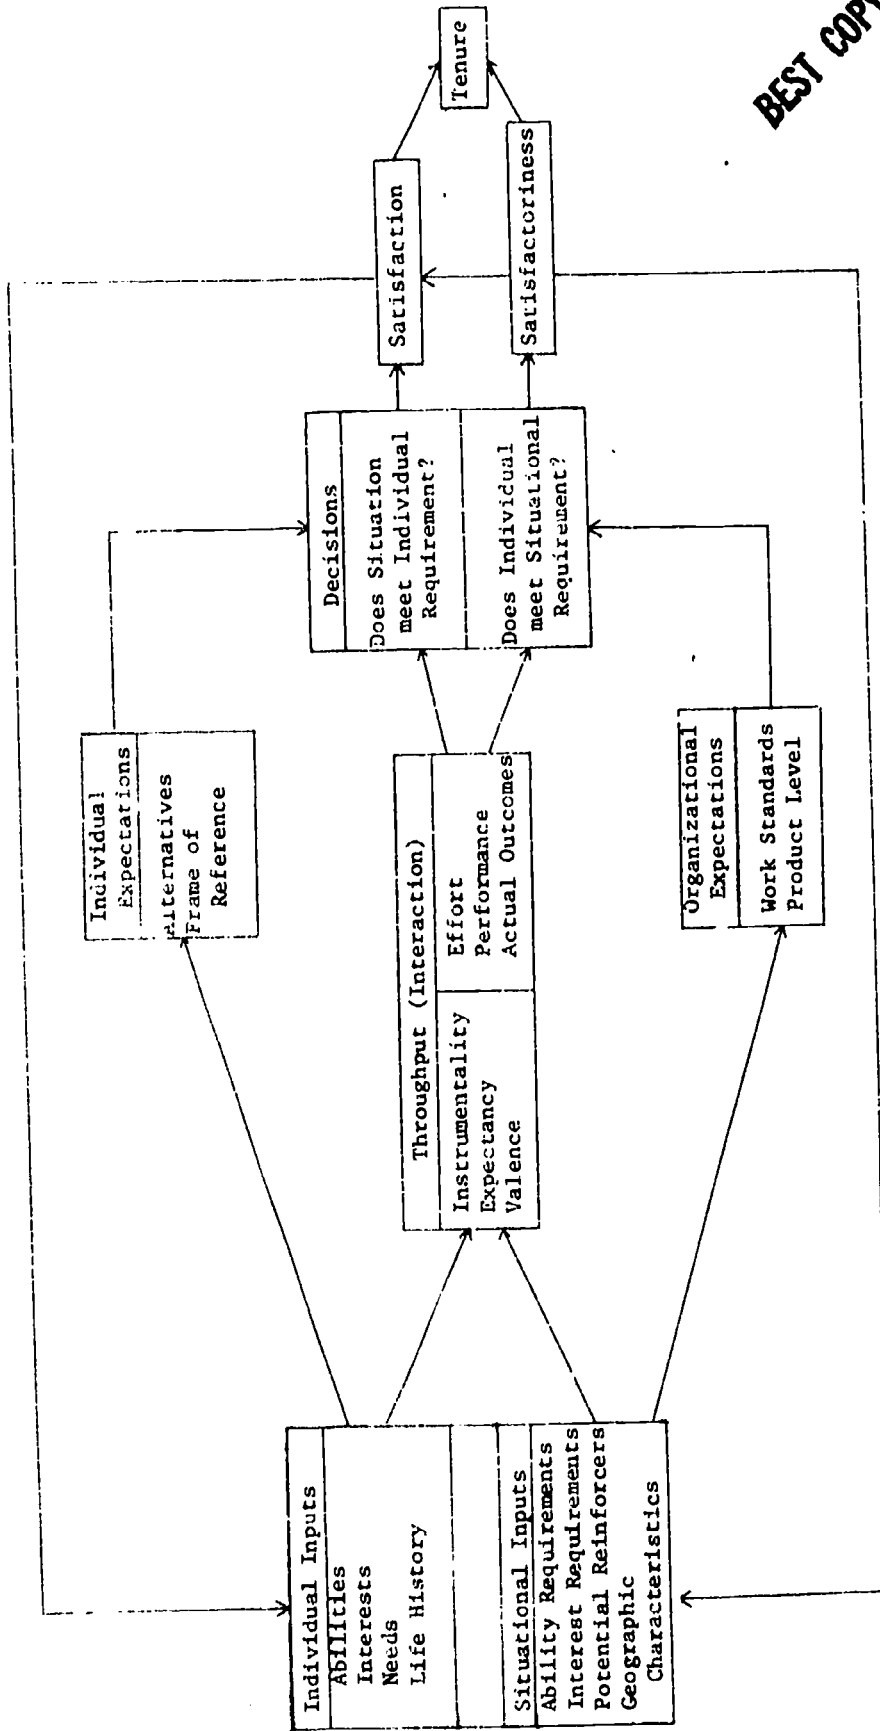 Individual Inputs
Abilities
Interests
Needs
Life History
Situational Inputs
Ability Requirements
Interest Requirements
Potential Reinforcers
Geographic
Characteristics
Individual
Expectations
Alternatives
Frame of
Reference
Throughput (Interaction)
Instrumentality
Expectancy
Valence
Effort
Performance
Actual Outcomes
Organizational
Expectations
Work Standards
Product Level
Decisions
Does Situation
meet Individual
Requirement?
Does Individual
meet Situational
Requirement?
Satisfaction
Satisfactoriness
Tenure
BEST COPY